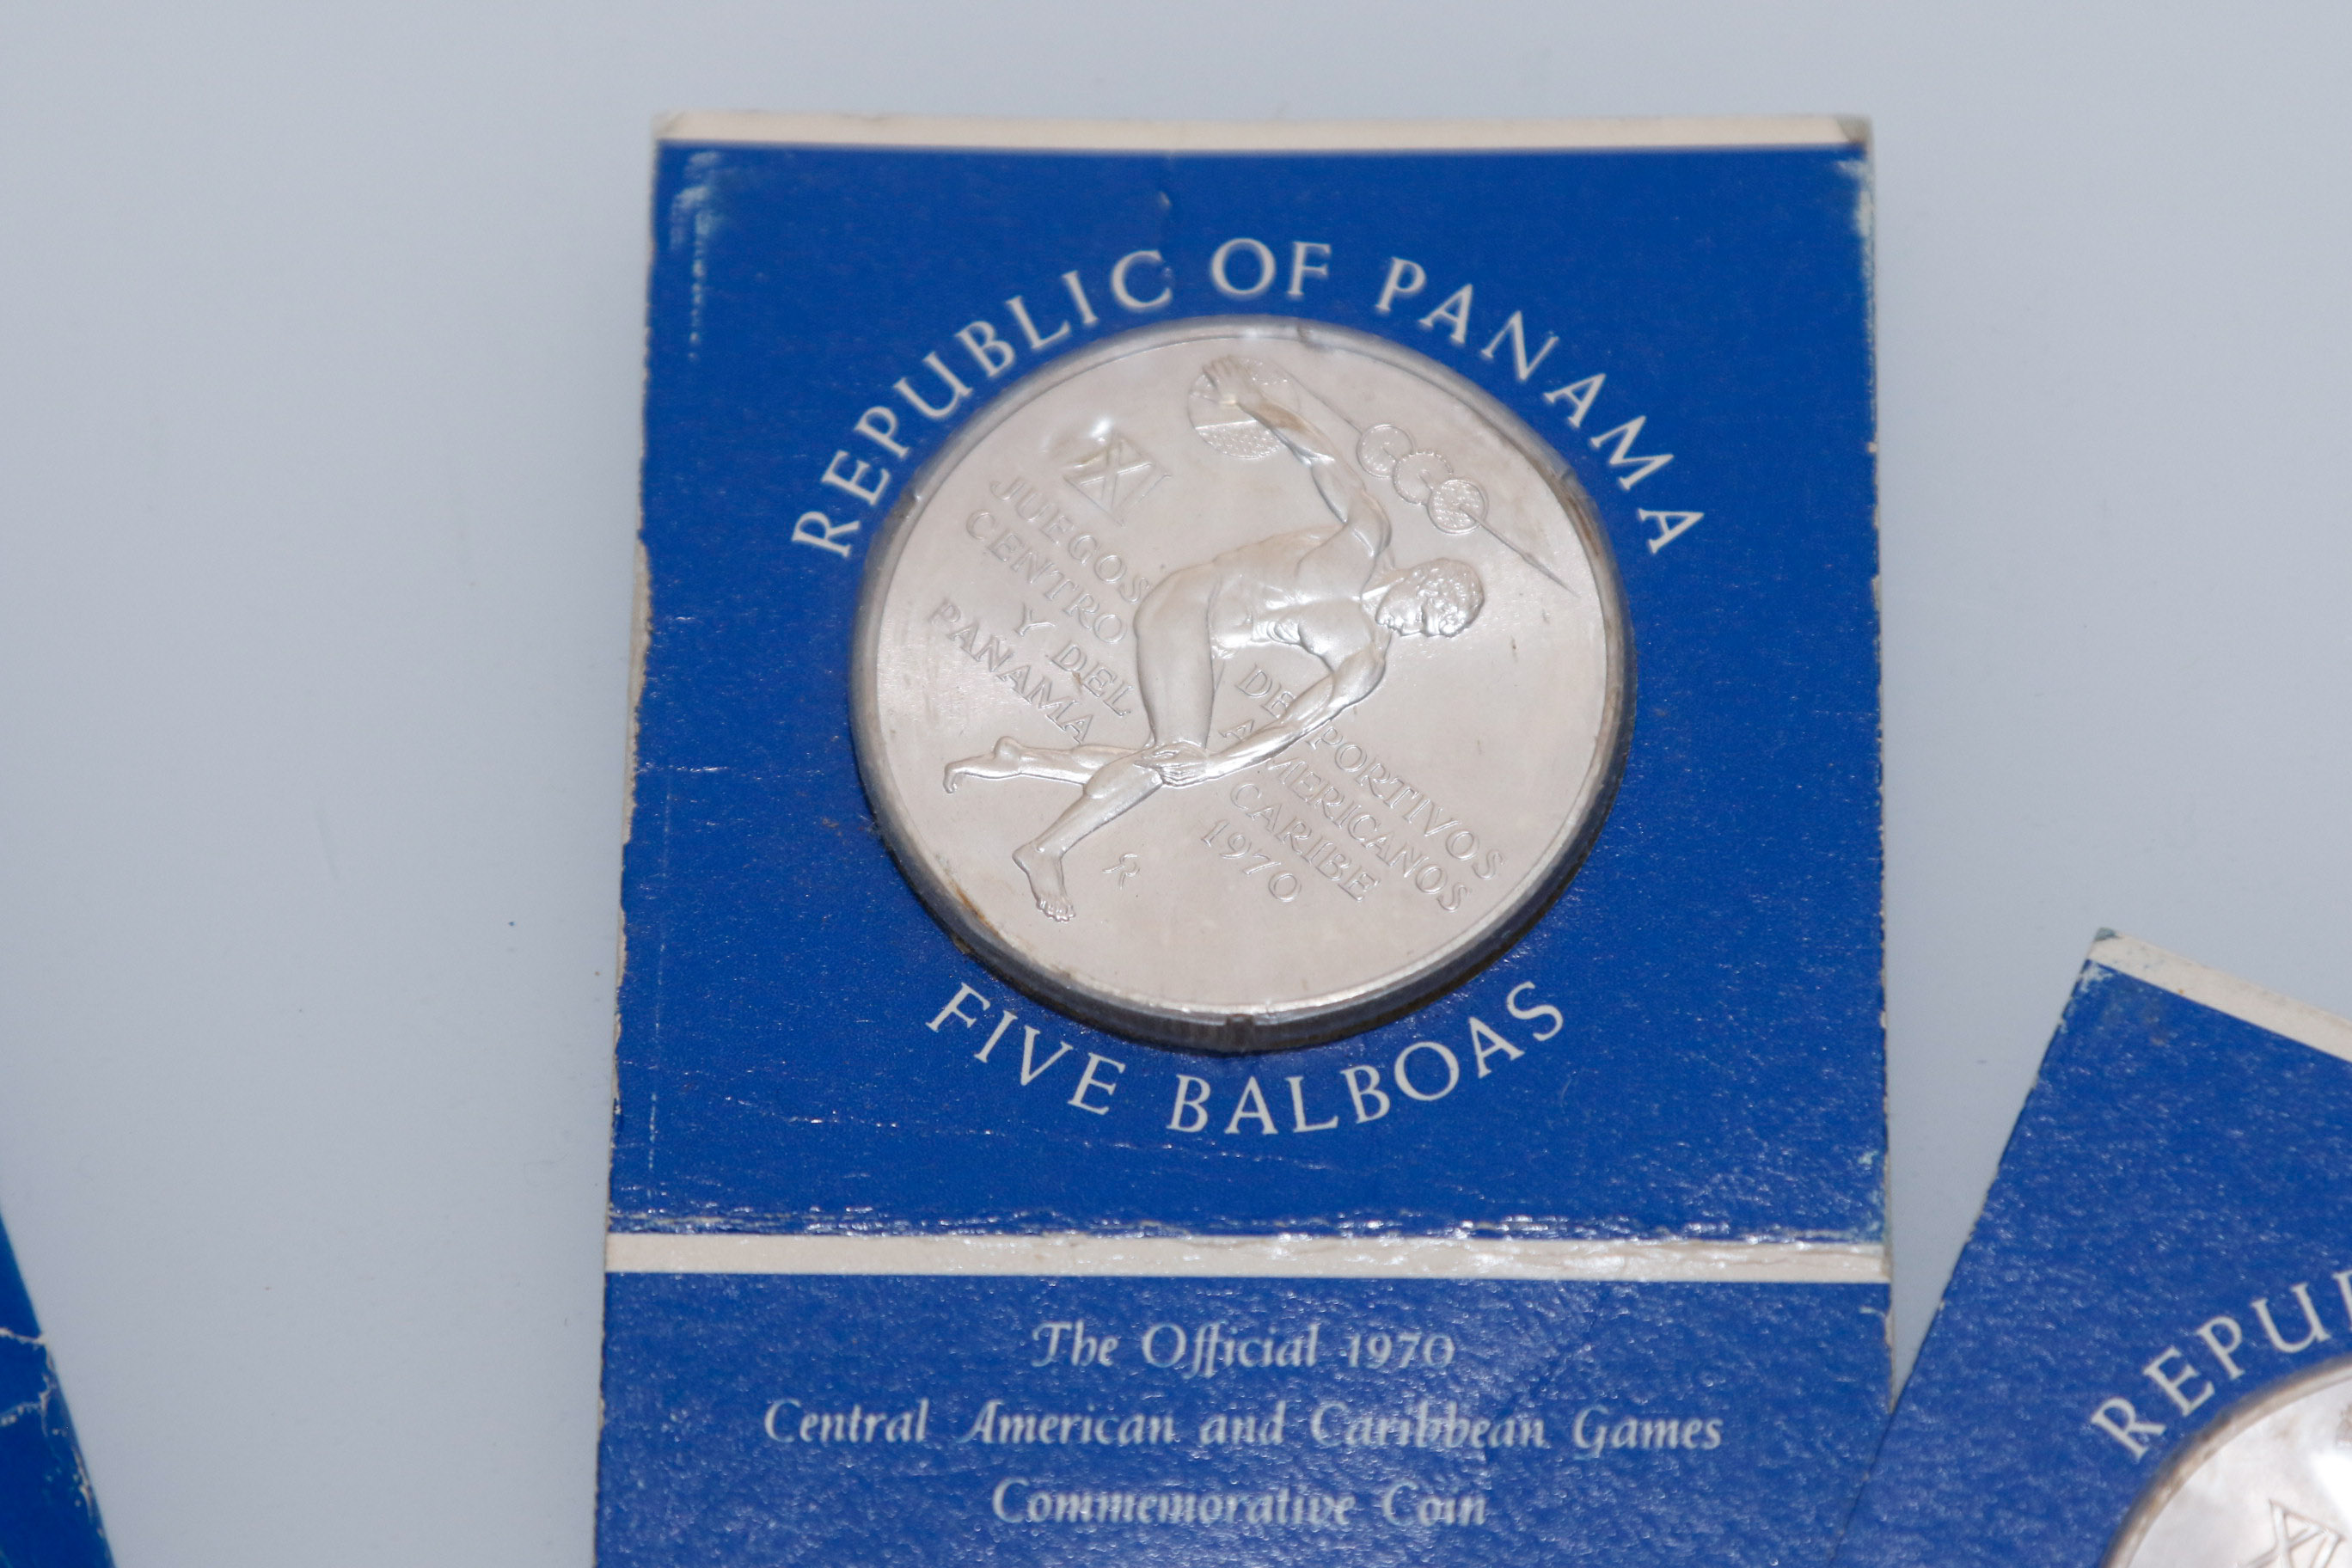 REPUBLIC OF PANAMA
XI
JUEGOS DEPORTIVOS
CENTRO AMERICANOS
Y DEL CARIBE
PANAMA 1970
FIVE BALBOAS
The Official 1970
Central American and Caribbean Games
Commemorative Coin
REPU